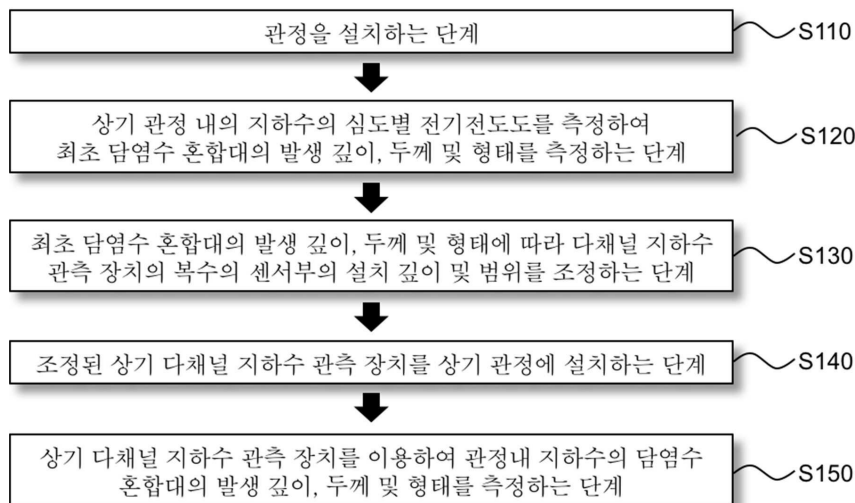 관정을 설치하는 단계
S110
상기 관정 내의 지하수의 심도별 전기전도도를 측정하여
최초 담염수 혼합대의 발생 깊이, 두께 및 형태를 측정하는 단계
S120
최초 담염수 혼합대의 발생 깊이, 두께 및 형태에 따라 다채널 지하수
관측 장치의 복수의 센서부의 설치 깊이 및 범위를 조정하는 단계
S130
조정된 상기 다채널 지하수 관측 장치를 상기 관정에 설치하는 단계
S140
상기 다채널 지하수 관측 장치를 이용하여 관정내 지하수의 담염수
혼합대의 발생 깊이, 두께 및 형태를 측정하는 단계
S150